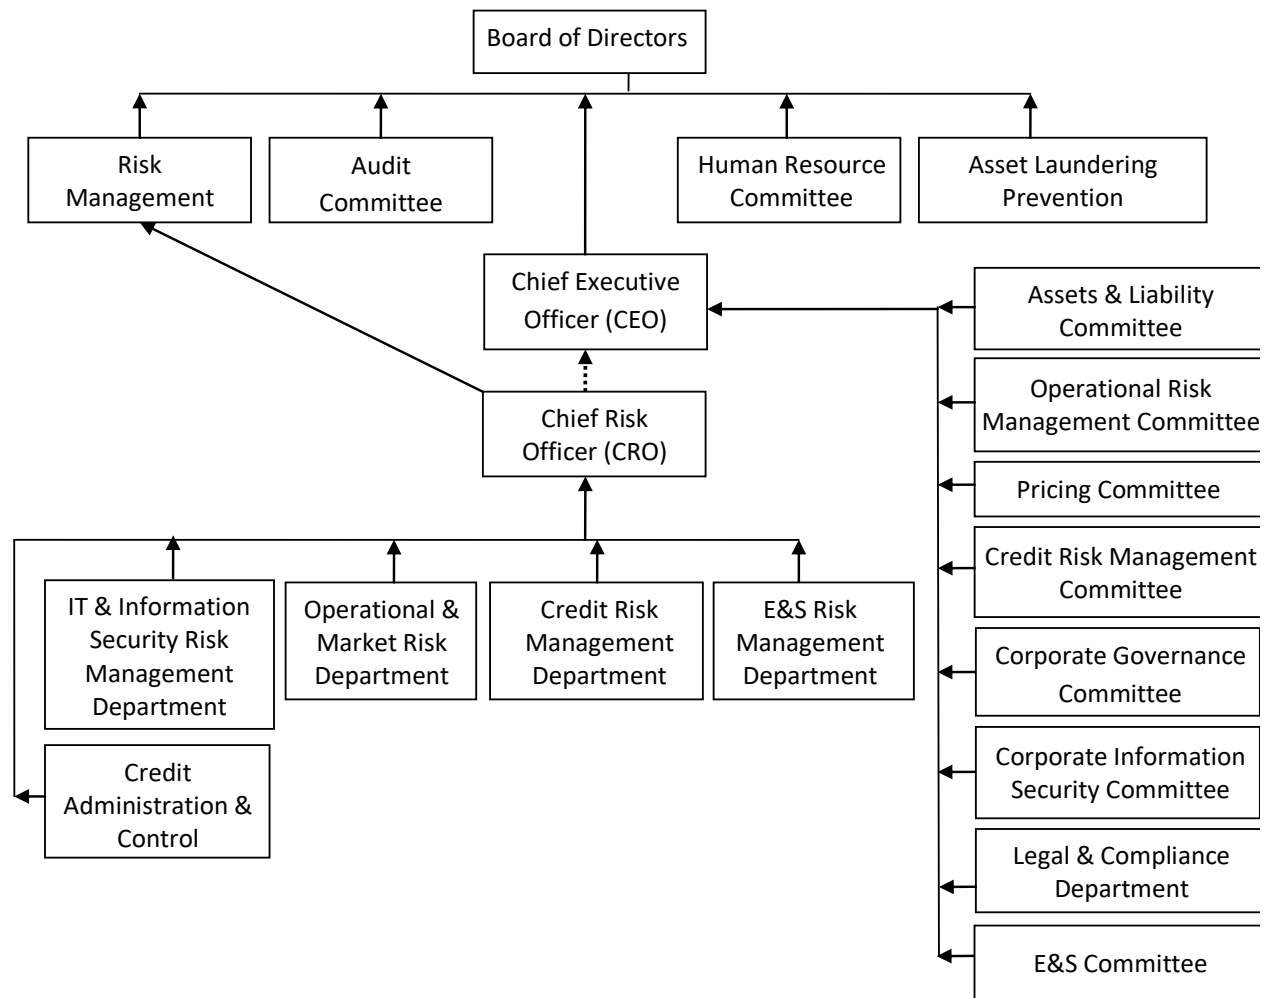 Board of Directors
Risk
Management
Audit
Committee
Human Resource
Committee
Asset Laundering
Prevention
Chief Executive
Officer (CEO)
Assets & Liability
Committee
Chief Risk
Officer (CRO)
Operational Risk
Management Committee
Pricing Committee
Credit Risk Management
Committee
IT & Information
Security Risk
Management
Department
Operational &
Market Risk
Department
Credit Risk
Management
Department
E&S Risk
Management
Department
Corporate Governance
Committee
Credit
Administration &
Control
Corporate Information
Security Committee
Legal & Compliance
Department
E&S Committee